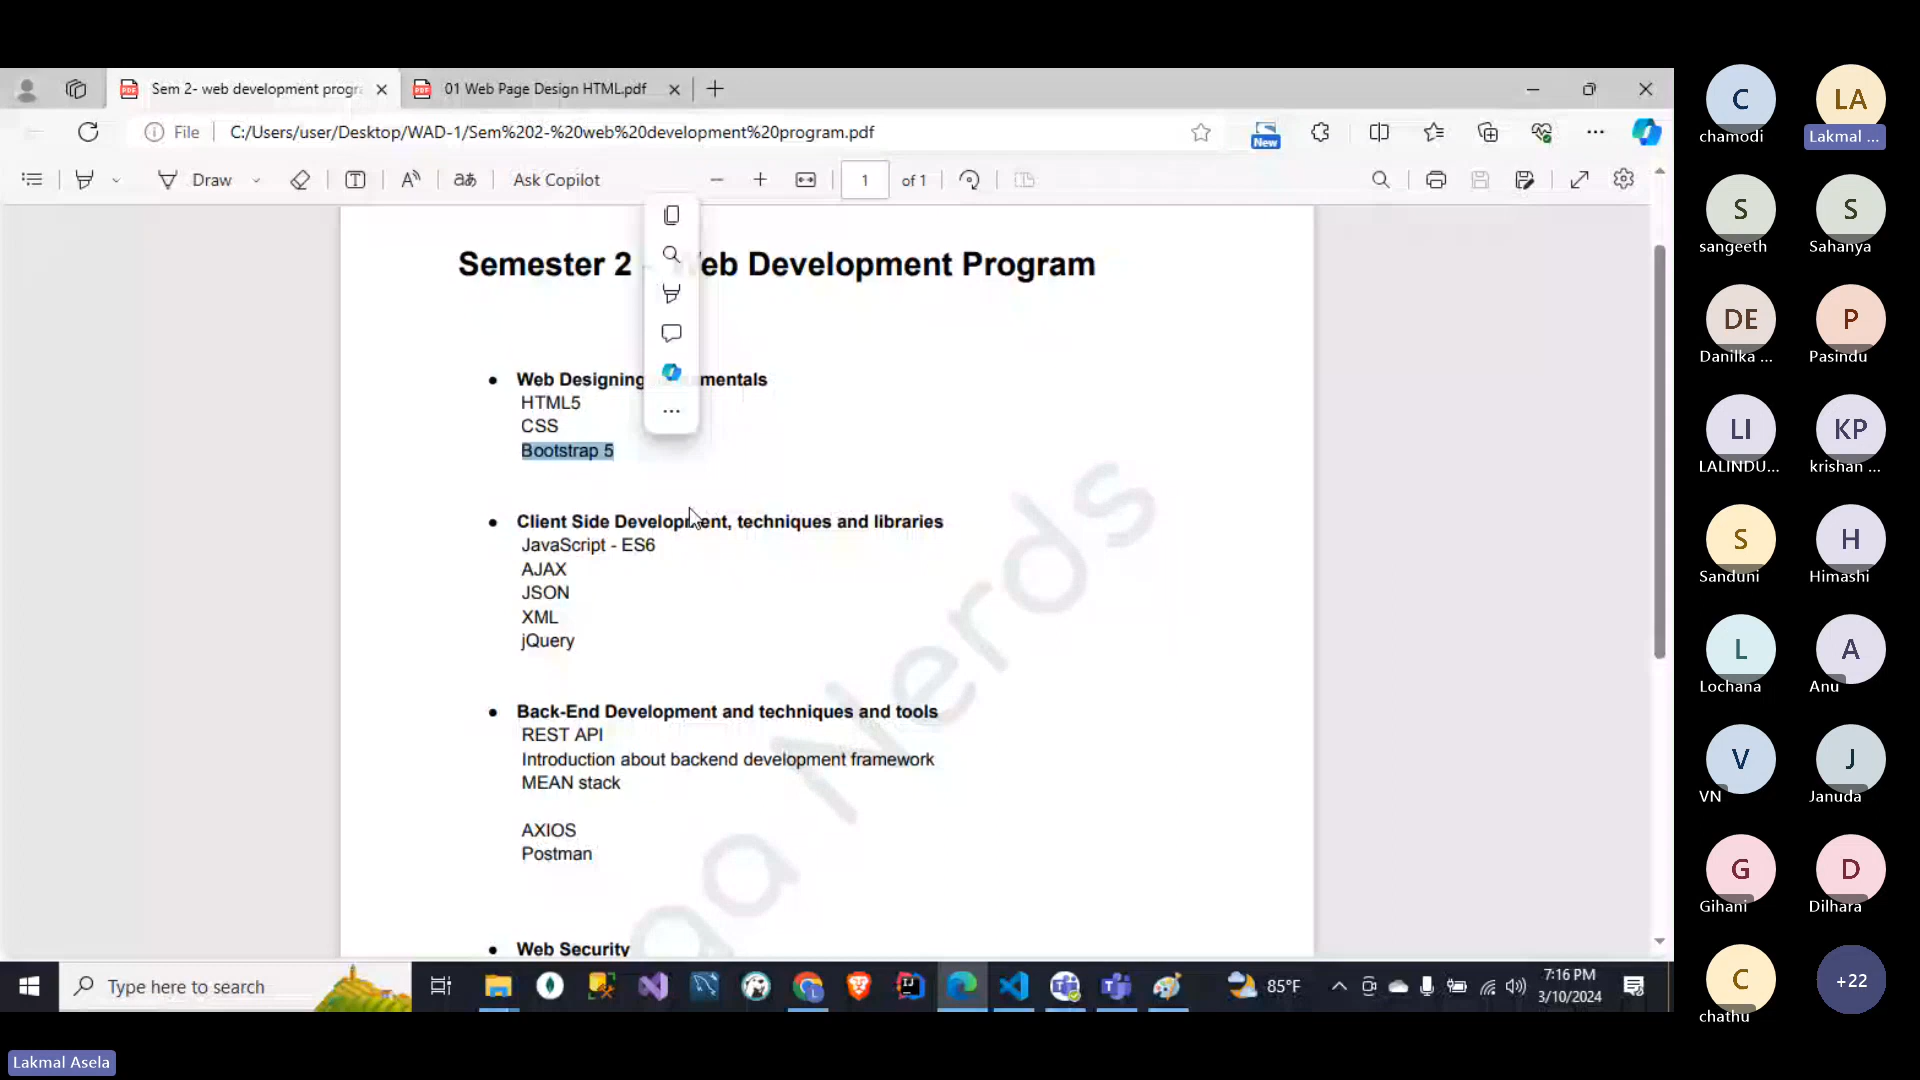 Sem 2- web development progr
01 Web Page Design HTML.pdf
File
C:/Users/user/Desktop/WAD-1/Sem%202-%20web%20development%20program.pdf
New
Draw
Ask Copilot
1
of 1
Semester 2 - Web Development Program
Web Designing mentals
HTML5
CSS
Bootstrap 5
Client Side Development, techniques and libraries
JavaScript - ES6
AJAX
JSON
XML
jQuery
Back-End Development and techniques and tools
REST API
Introduction about backend development framework
MEAN stack
AXIOS
Postman
Web Security
Nerds
Type here to search
85°F
7:16 PM
3/10/2024
C
chamodi
LA
Lakmal ...
S
sangeeth
S
Sahanya
DE
Danilka ...
P
Pasindu
LI
LALINDU...
KP
krishan ...
S
Sanduni
H
Himashi
L
Lochana
A
Anu
V
VN
J
Januda
G
Gihani
D
Dilhara
C
chathu
+22
Lakmal Asela